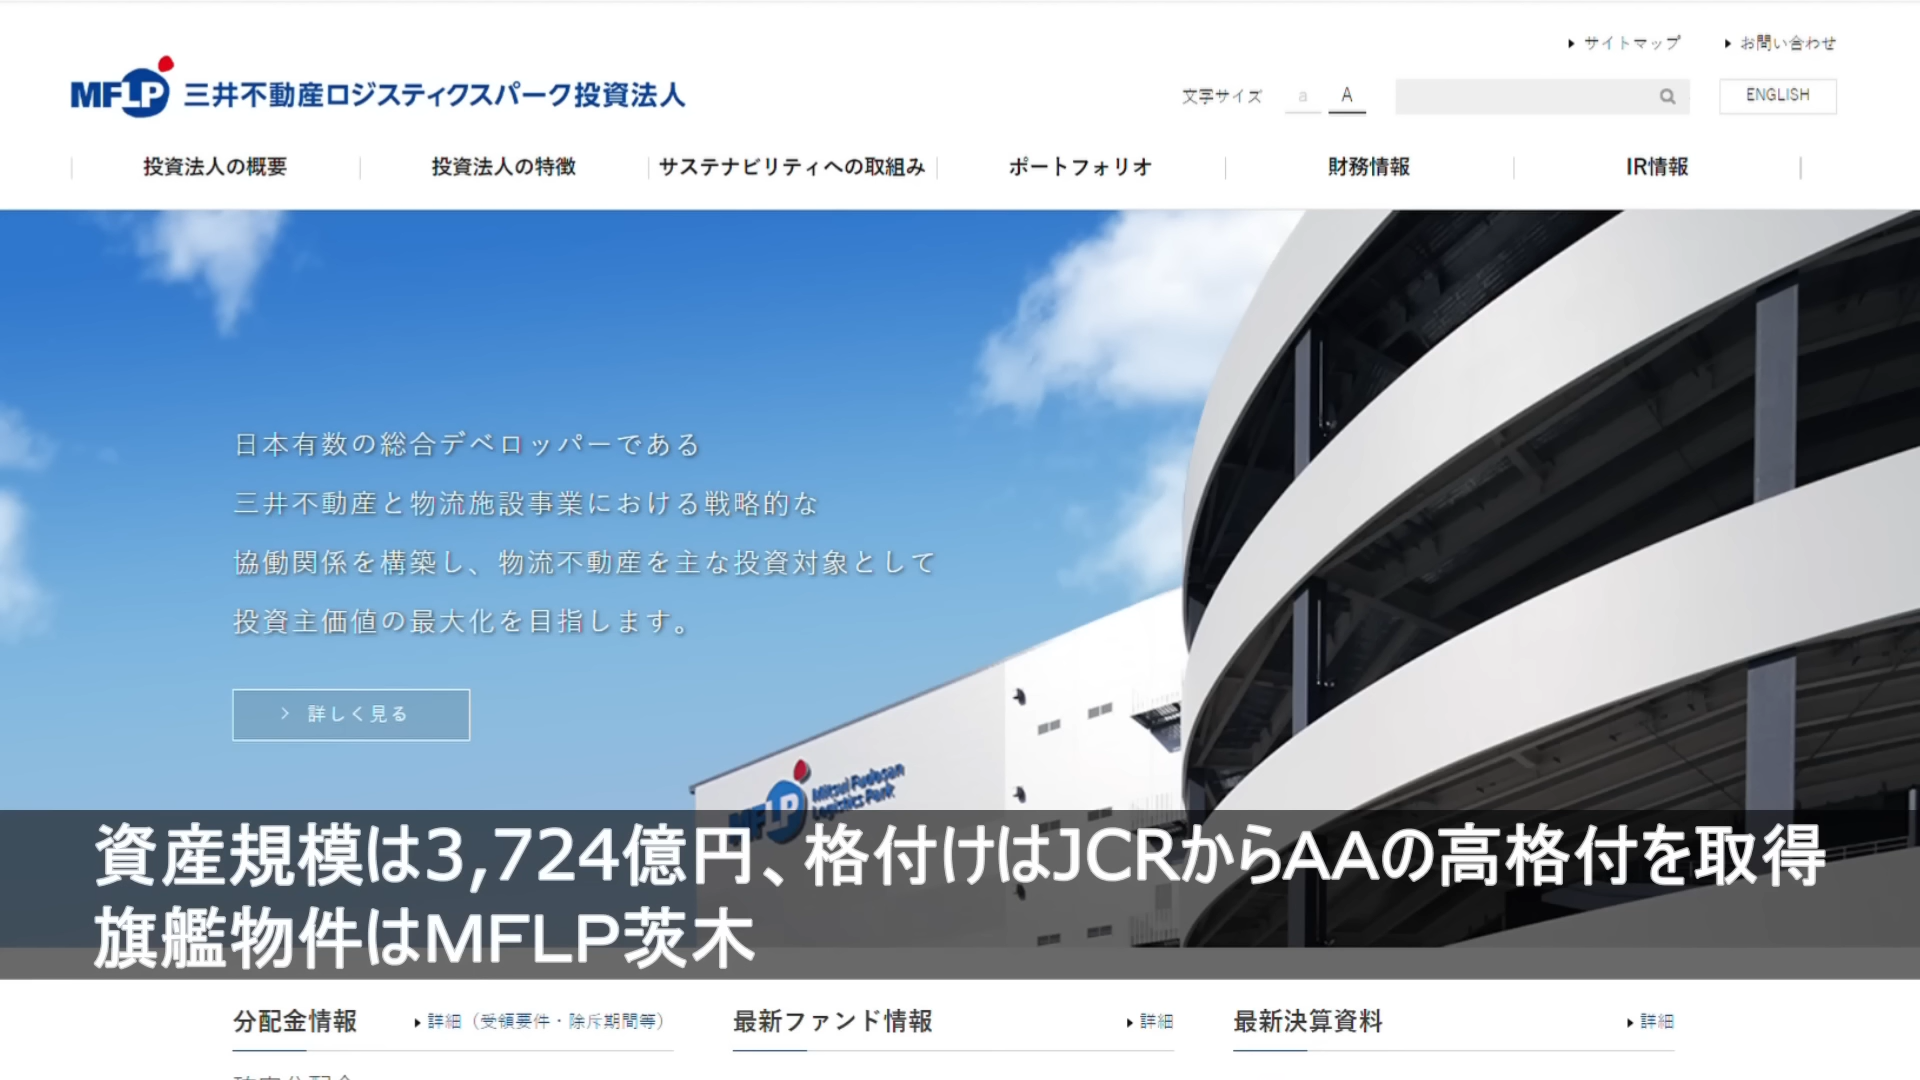 サイトマップ
お問い合わせ
MFLP 三井不動産ロジスティクスパーク投資法人
文字サイズ a A
ENGLISH
投資法人の概要 投資法人の特徴 サステナビリティへの取組み ポートフォリオ 財務情報 IR情報
日本有数の総合デベロッパーである
三井不動産と物流施設事業における戦略的な
協働関係を構築し、物流不動産を主な投資対象として
投資主価値の最大化を目指します。
詳しく見る
MFLP Mitsui Fudosan
Logistics Park
資産規模は3,724億円、格付けはJCRからAAの高格付を取得
旗艦物件はMFLP茨木
分配金情報 詳細（受領要件・除斥期間等） 最新ファンド情報 詳細 最新決算資料 詳細